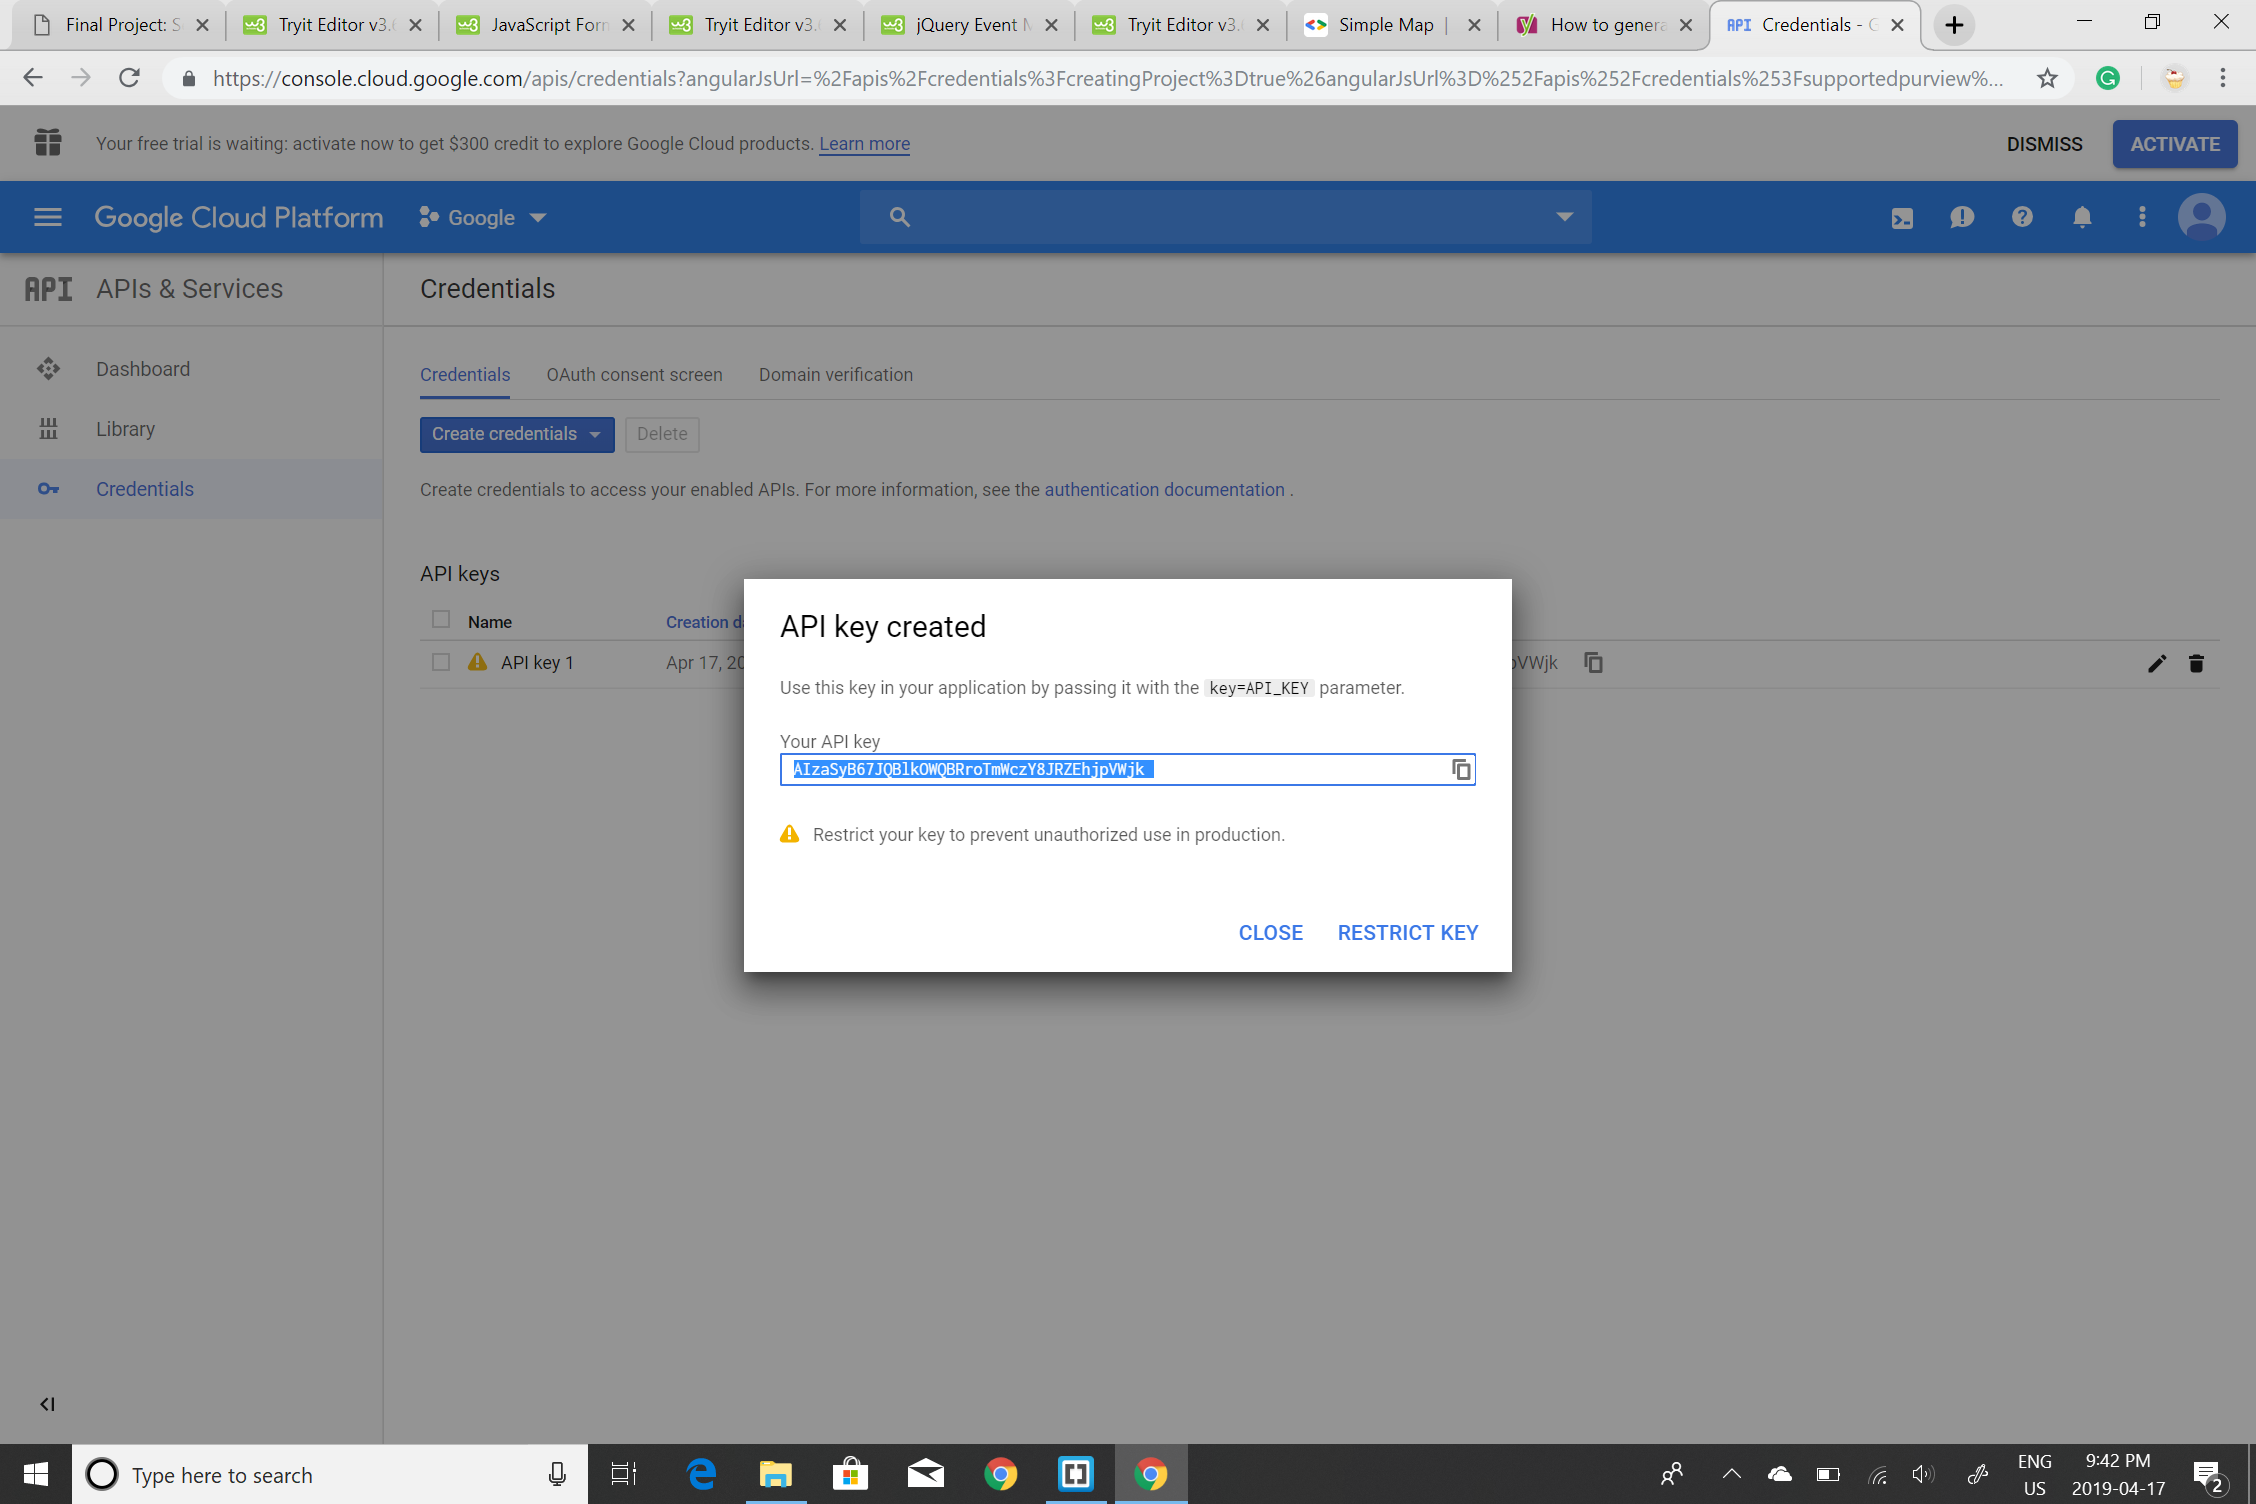 Final Project: S
Tryit Editor v3.6
JavaScript Forn
Tryit Editor v3.
jQuery Event M
Tryit Editor v3.
Simple Map |
How to genera
API Credentials - G
https://console.cloud.google.com/apis/credentials?angularJsUrl=%2Fapis%2Fcredentials%3FcreatingProject%3Dtrue%26angularJsUrl%3D%252Fapis%252Fcredentials%253Fsupportedpurview%...
Your free trial is waiting: activate now to get $300 credit to explore Google Cloud products. Learn more
DISMISS
ACTIVATE
Google Cloud Platform
Google
API APIs & Services
Credentials
Dashboard
Library
Credentials
Credentials
OAuth consent screen
Domain verification
Create credentials
Delete
Create credentials to access your enabled APIs. For more information, see the authentication documentation .
API keys
Name
Creation da
API key 1
Apr 17, 20
pVWjk
API key created
Use this key in your application by passing it with the key=API_KEY parameter.
Your API key
AIzaSyB67JQBlkOWQBRroTmWczY8JRZEhjpVWjk
Restrict your key to prevent unauthorized use in production.
CLOSE
RESTRICT KEY
Type here to search
ENG
US
9:42 PM
2019-04-17
2